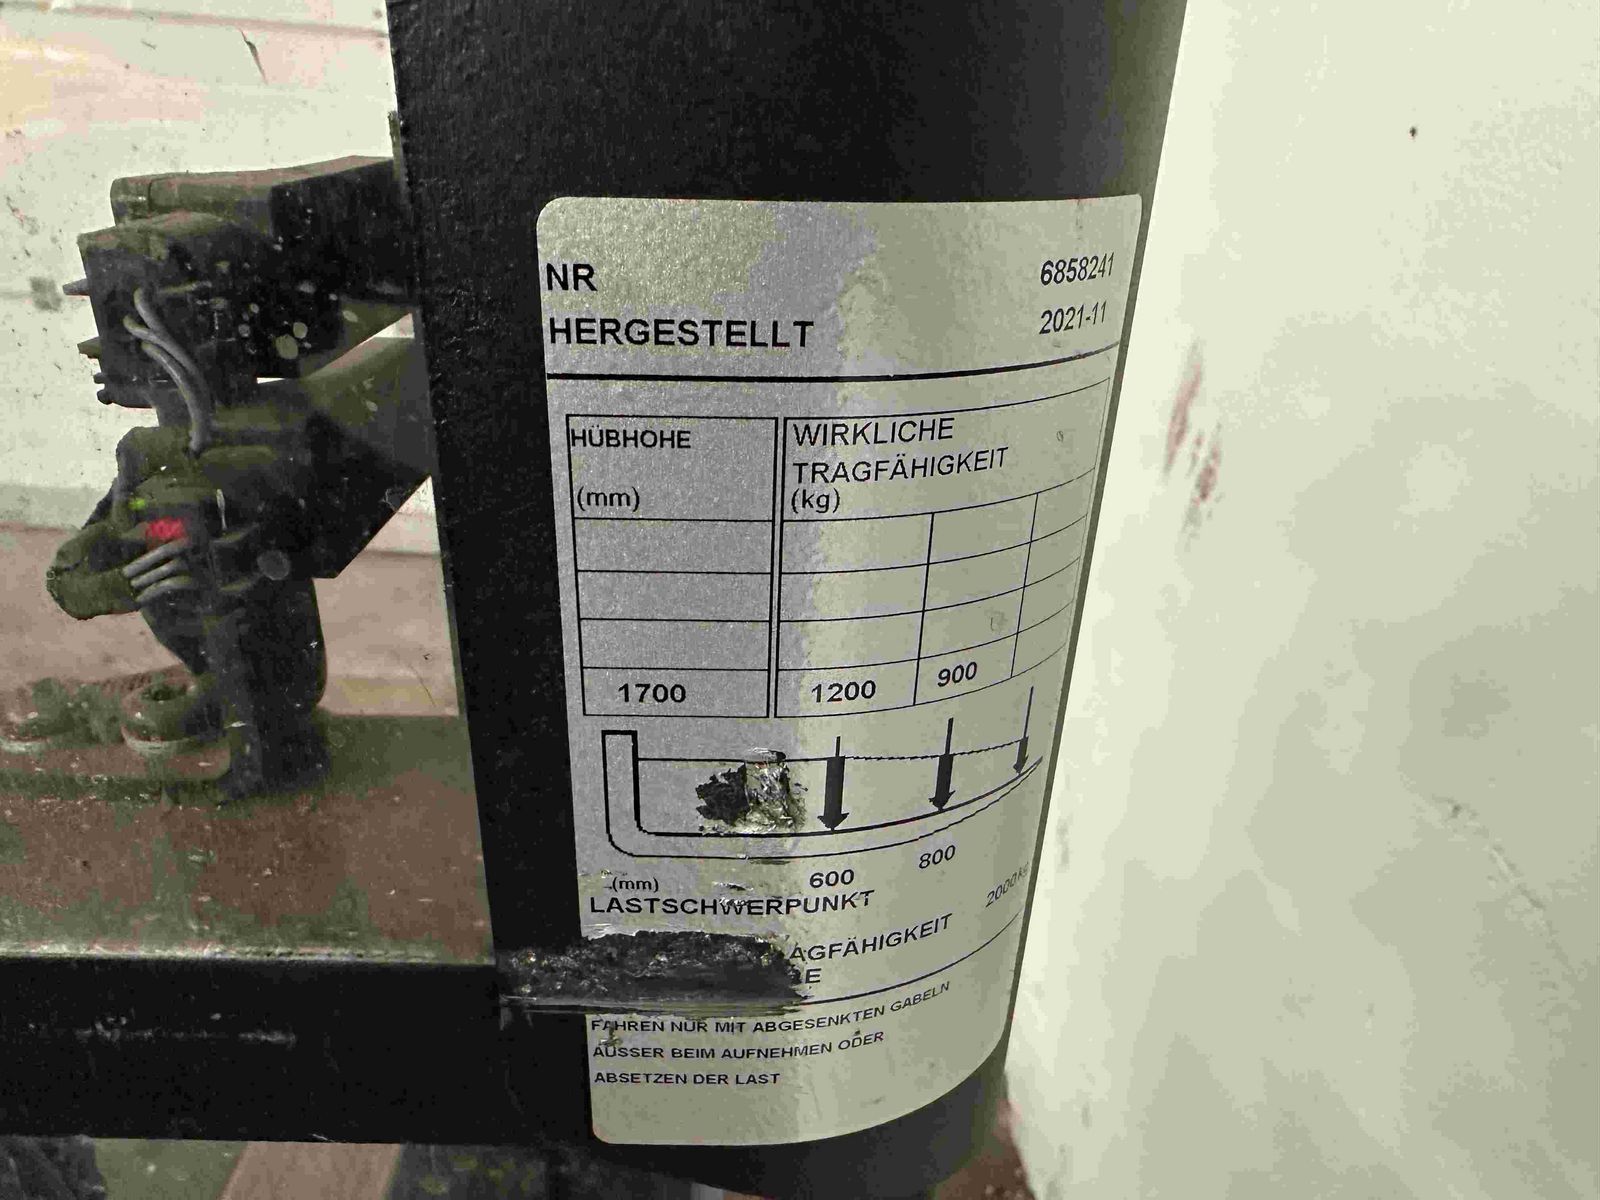 NR 6858241
HERGESTELLT 2021-11
HÜBHOHE
(mm)
WIRKLICHE
TRAGFÄHIGKEIT
(kg)
1700 1200 900
600 800
(mm)
LASTSCHWERPUNKT
2000kg
AGFÄHIGKEIT
E
FAHREN NUR MIT ABGESENKTEN GABELN
AUSSER BEIM AUFNEHMEN ODER
ABSETZEN DER LAST